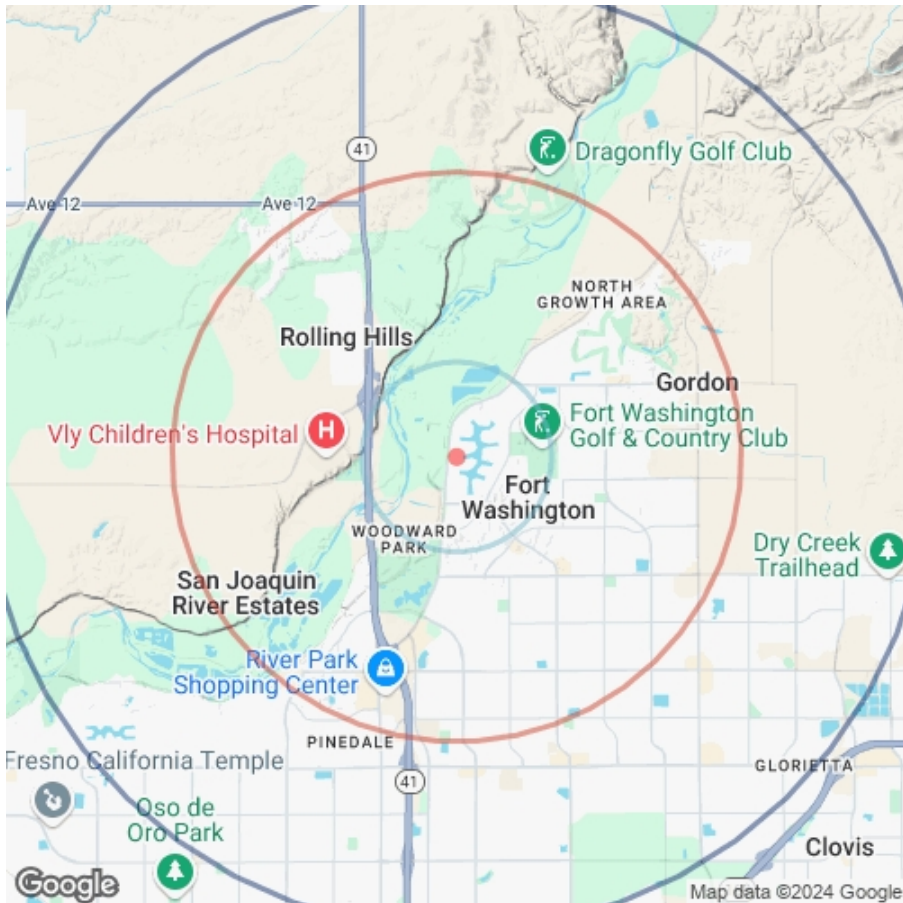 41
Dragonfly Golf Club
Ave 12
Ave 12
NORTH
GROWTH AREA
Rolling Hills
Gordon
Vly Children's Hospital
H
Fort Washington
Golf & Country Club
Fort
Washington
WOODWARD
PARK
Dry Creek
Trailhead
San Joaquin
River Estates
River Park
Shopping Center
PINEDALE
Fresno California Temple
41
GLORIETTA
Oso de
Oro Park
Clovis
Google
Map data ©2024 Google